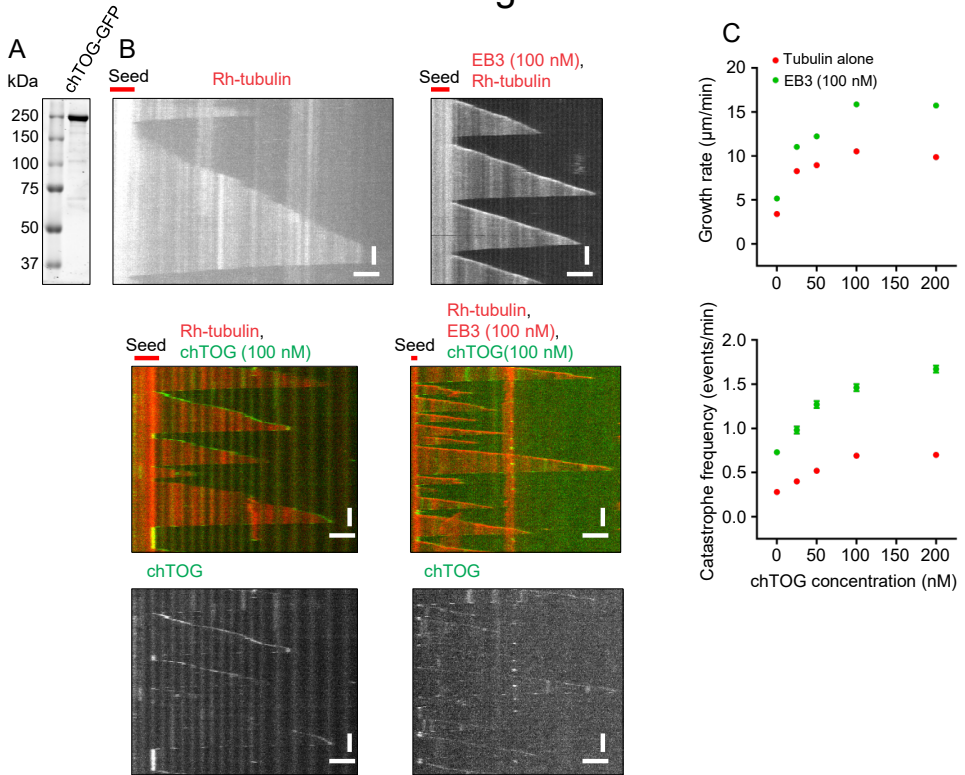 g
A
kDa
chTOG-GFP
250
150
100
75
50
37
B
Seed
Rh-tubulin
Seed
EB3 (100 nM),
Rh-tubulin
Seed
Rh-tubulin,
chTOG (100 nM)
Seed
Rh-tubulin,
EB3 (100 nM),
chTOG(100 nM)
chTOG
chTOG
C
Tubulin alone
EB3 (100 nM)
Growth rate (µm/min)
20
15
10
5
0
0 50 100 150 200
Catastrophe frequency (events/min)
2.0
1.5
1.0
0.5
0.0
0 50 100 150 200
chTOG concentration (nM)